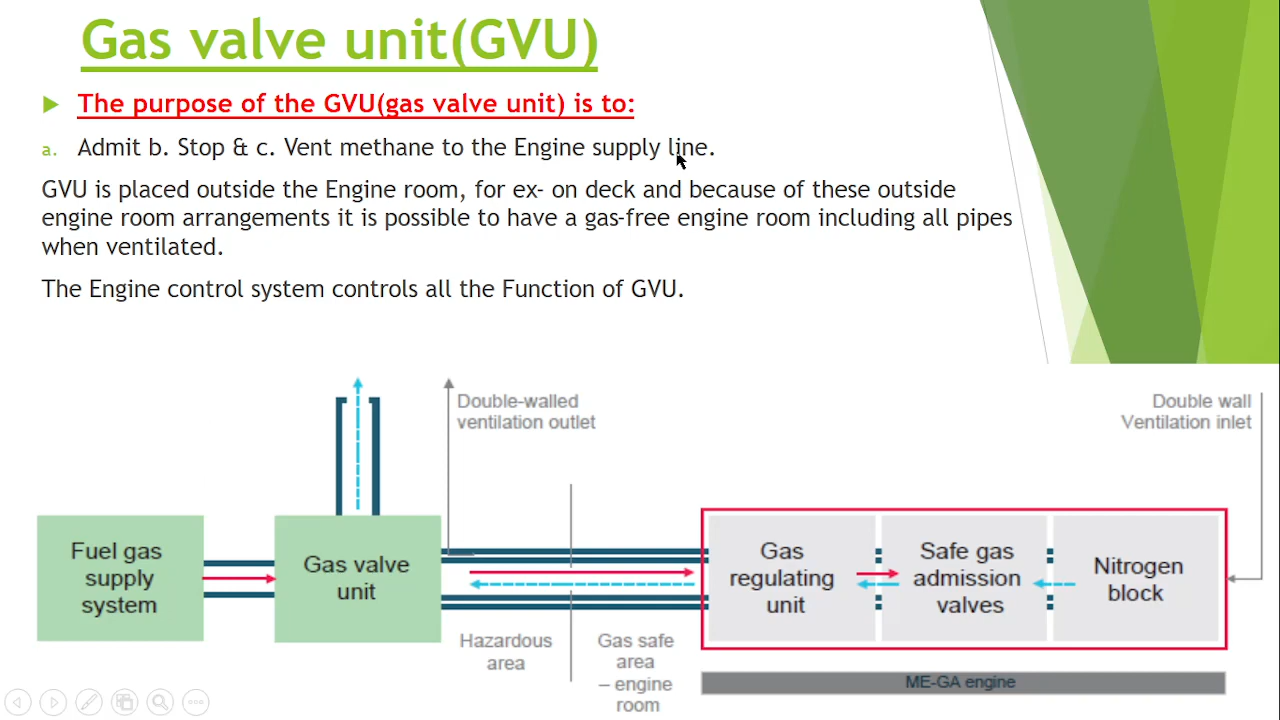 Gas valve unit(GVU)
The purpose of the GVU(gas valve unit) is to:
a. Admit b. Stop & c. Vent methane to the Engine supply line.
GVU is placed outside the Engine room, for ex- on deck and because of these outside
engine room arrangements it is possible to have a gas-free engine room including all pipes
when ventilated.
The Engine control system controls all the Function of GVU.
Double-walled
ventilation outlet
Double wall
Ventilation inlet
Fuel gas
supply
system
Gas valve
unit
Gas
regulating
unit
Safe gas
admission
valves
Nitrogen
block
Hazardous
area
Gas safe
area
– engine
room
ME-GA engine